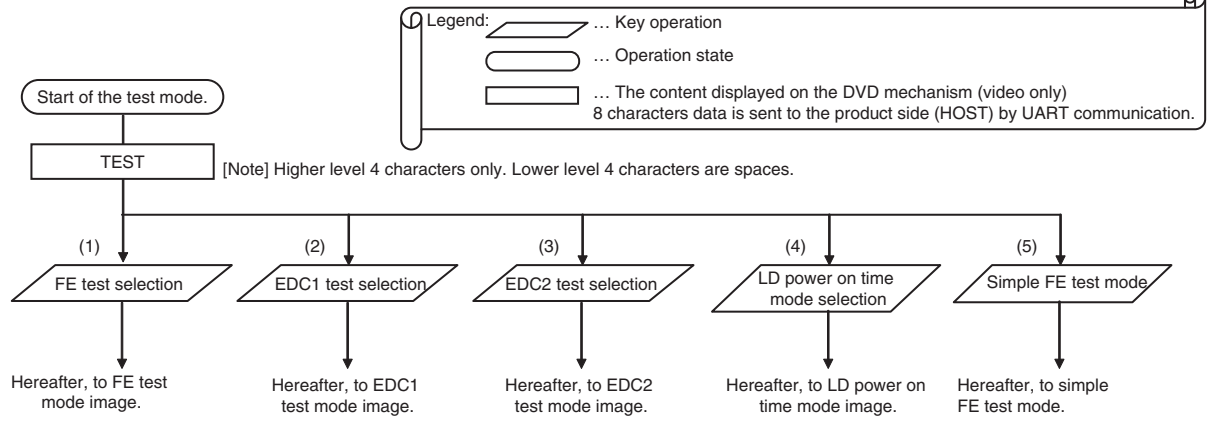 Legend:
… Key operation
… Operation state
… The content displayed on the DVD mechanism (video only)
8 characters data is sent to the product side (HOST) by UART communication.
Start of the test mode.
TEST
[Note] Higher level 4 characters only. Lower level 4 characters are spaces.
(1)
(2)
(3)
(4)
(5)
FE test selection
EDC1 test selection
EDC2 test selection
LD power on time
mode selection
Simple FE test mode
Hereafter, to FE test
mode image.
Hereafter, to EDC1
test mode image.
Hereafter, to EDC2
test mode image.
Hereafter, to LD power on
time mode image.
Hereafter, to simple
FE test mode.